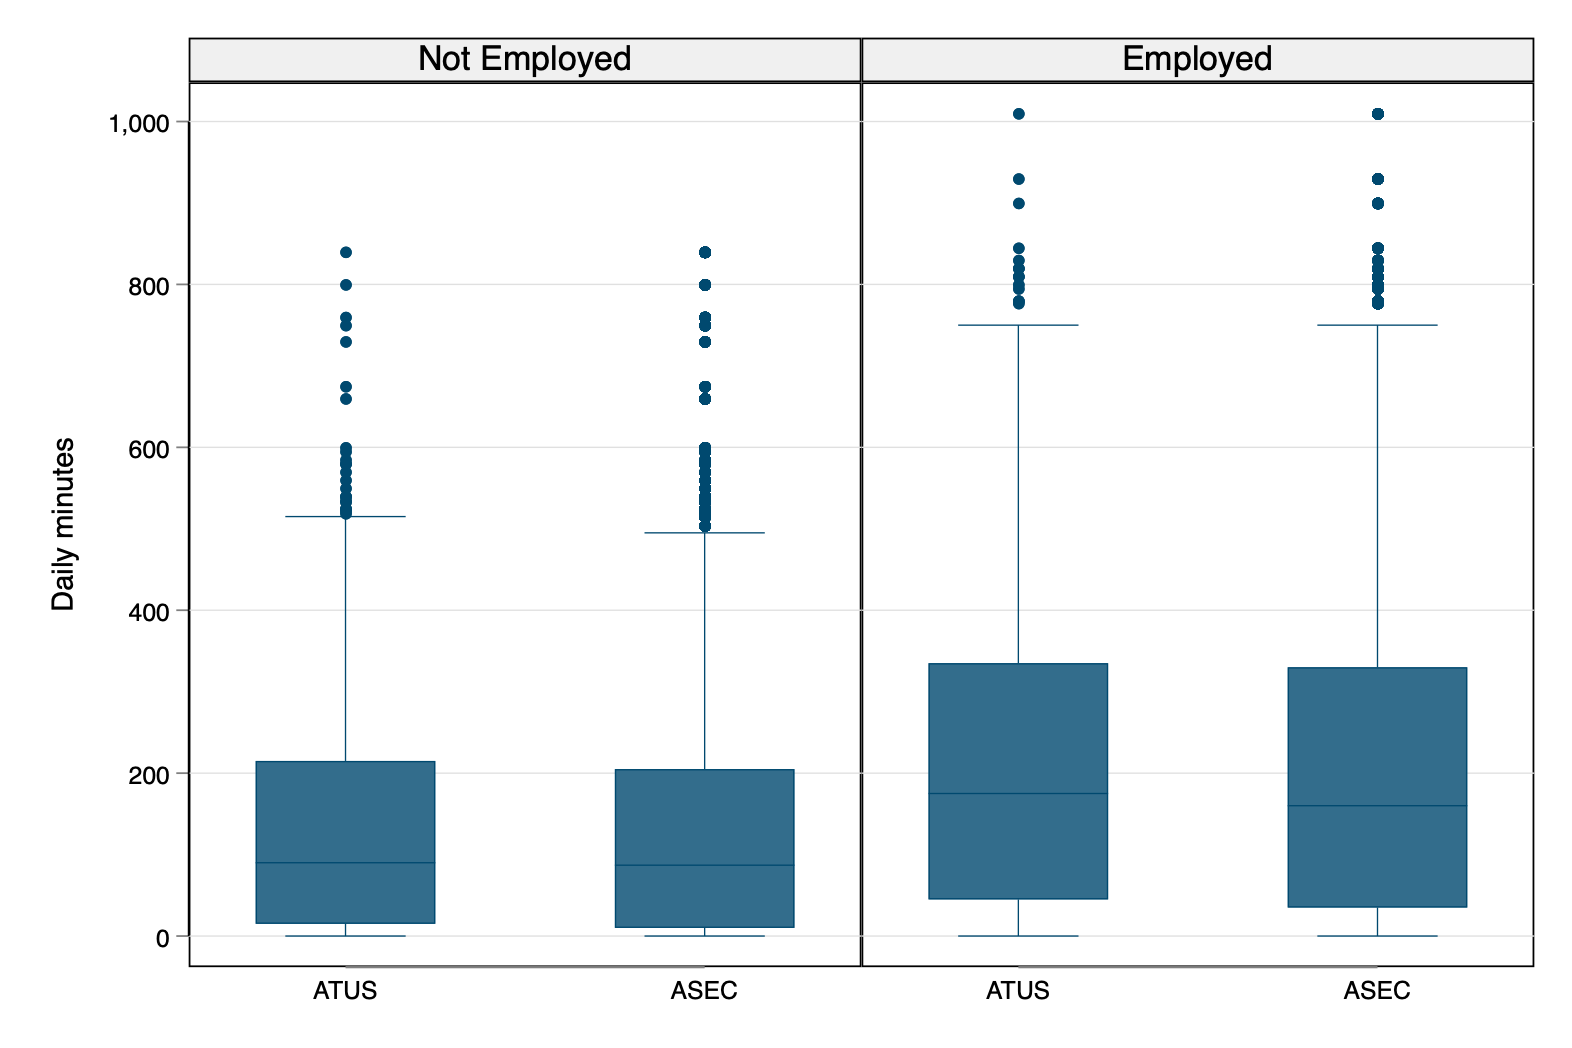 Not Employed
Employed
Daily minutes
1,000
800
600
400
200
0
ATUS
ASEC
ATUS
ASEC